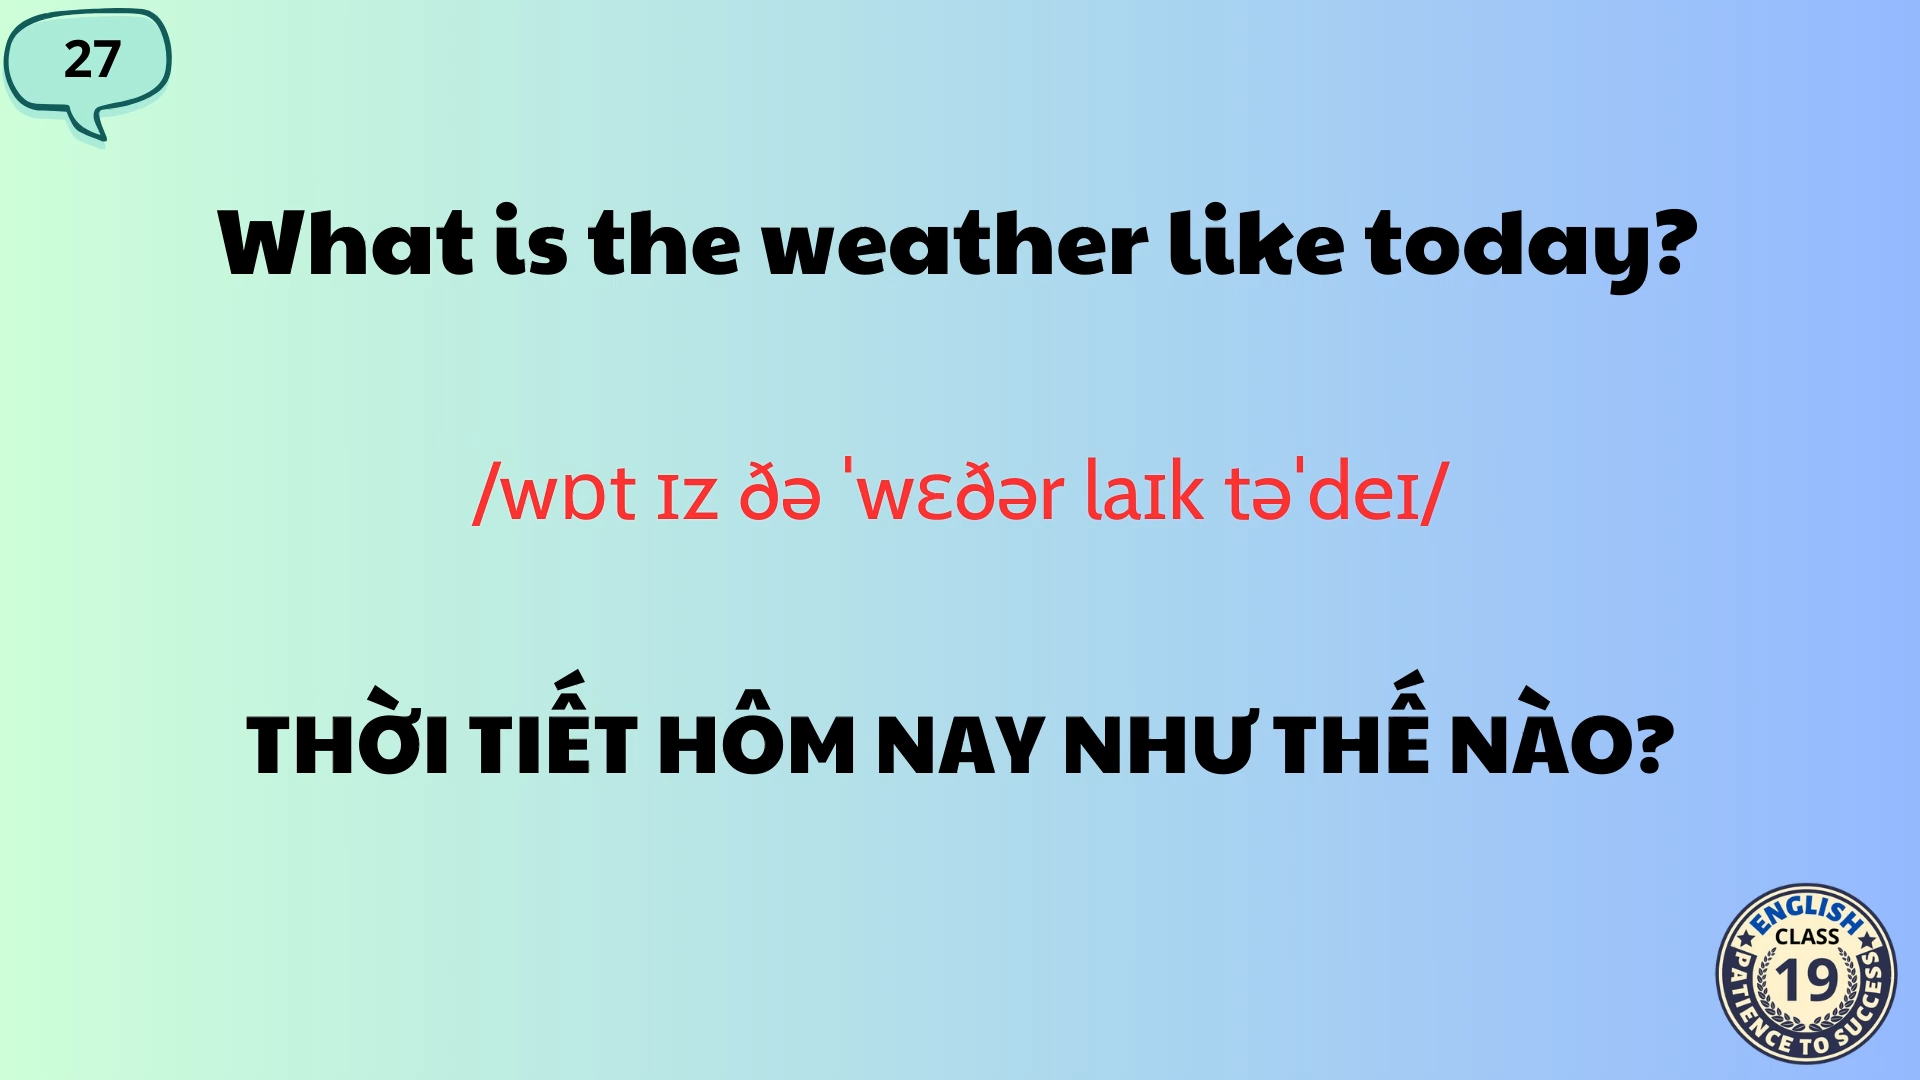 27
What is the weather like today?
/wɒt ɪz ðə ˈwɛðər laɪk təˈdeɪ/
THỜI TIẾT HÔM NAY NHƯ THẾ NÀO?
ENGLISH
CLASS
19
PATIENCE TO SUCCESS